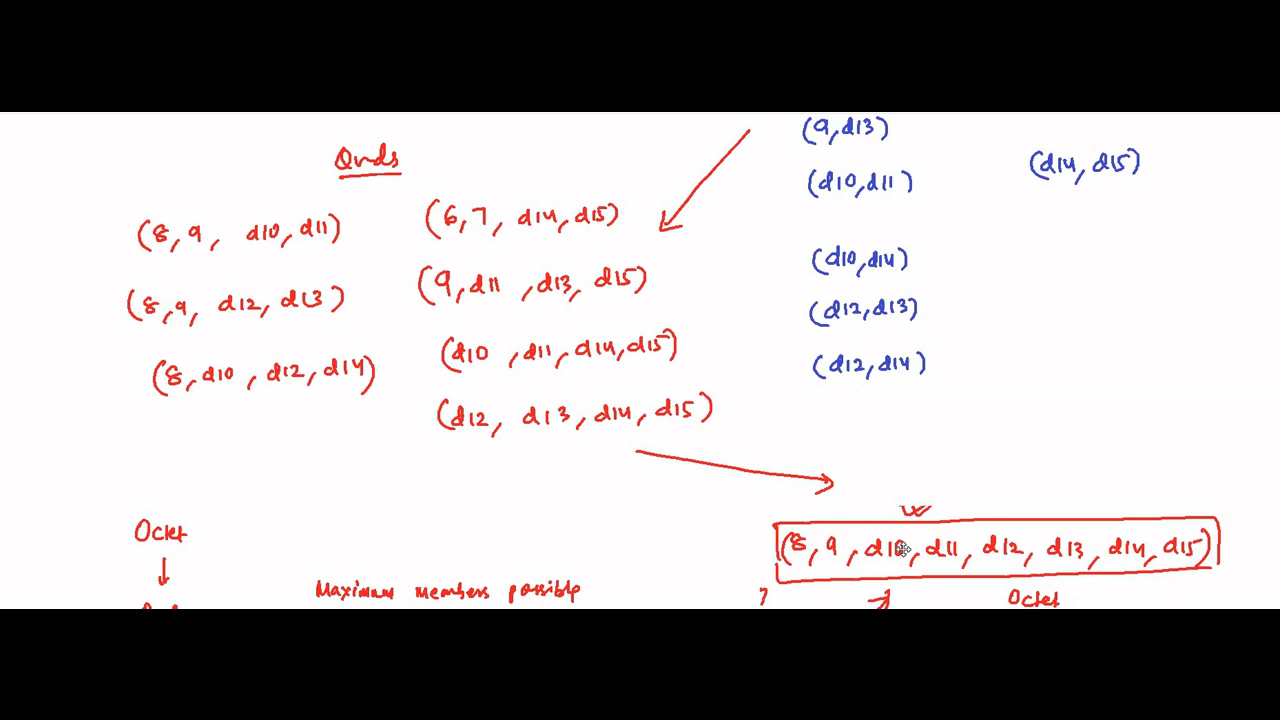 Quads
(8, 9, d10, d11)
(8, 9, d12, d13)
(8, d10, d12, d14)
(6, 7, d14, d15)
(9, d11, d13, d15)
(d10, d11, d14, d15)
(d12, d13, d14, d15)
(9, d13)
(d10, d11)
(d10, d14)
(d12, d13)
(d12, d14)
(d14, d15)
Octet
Maximum members possible
(8, 9, d10, d11, d12, d13, d14, d15)
Octet